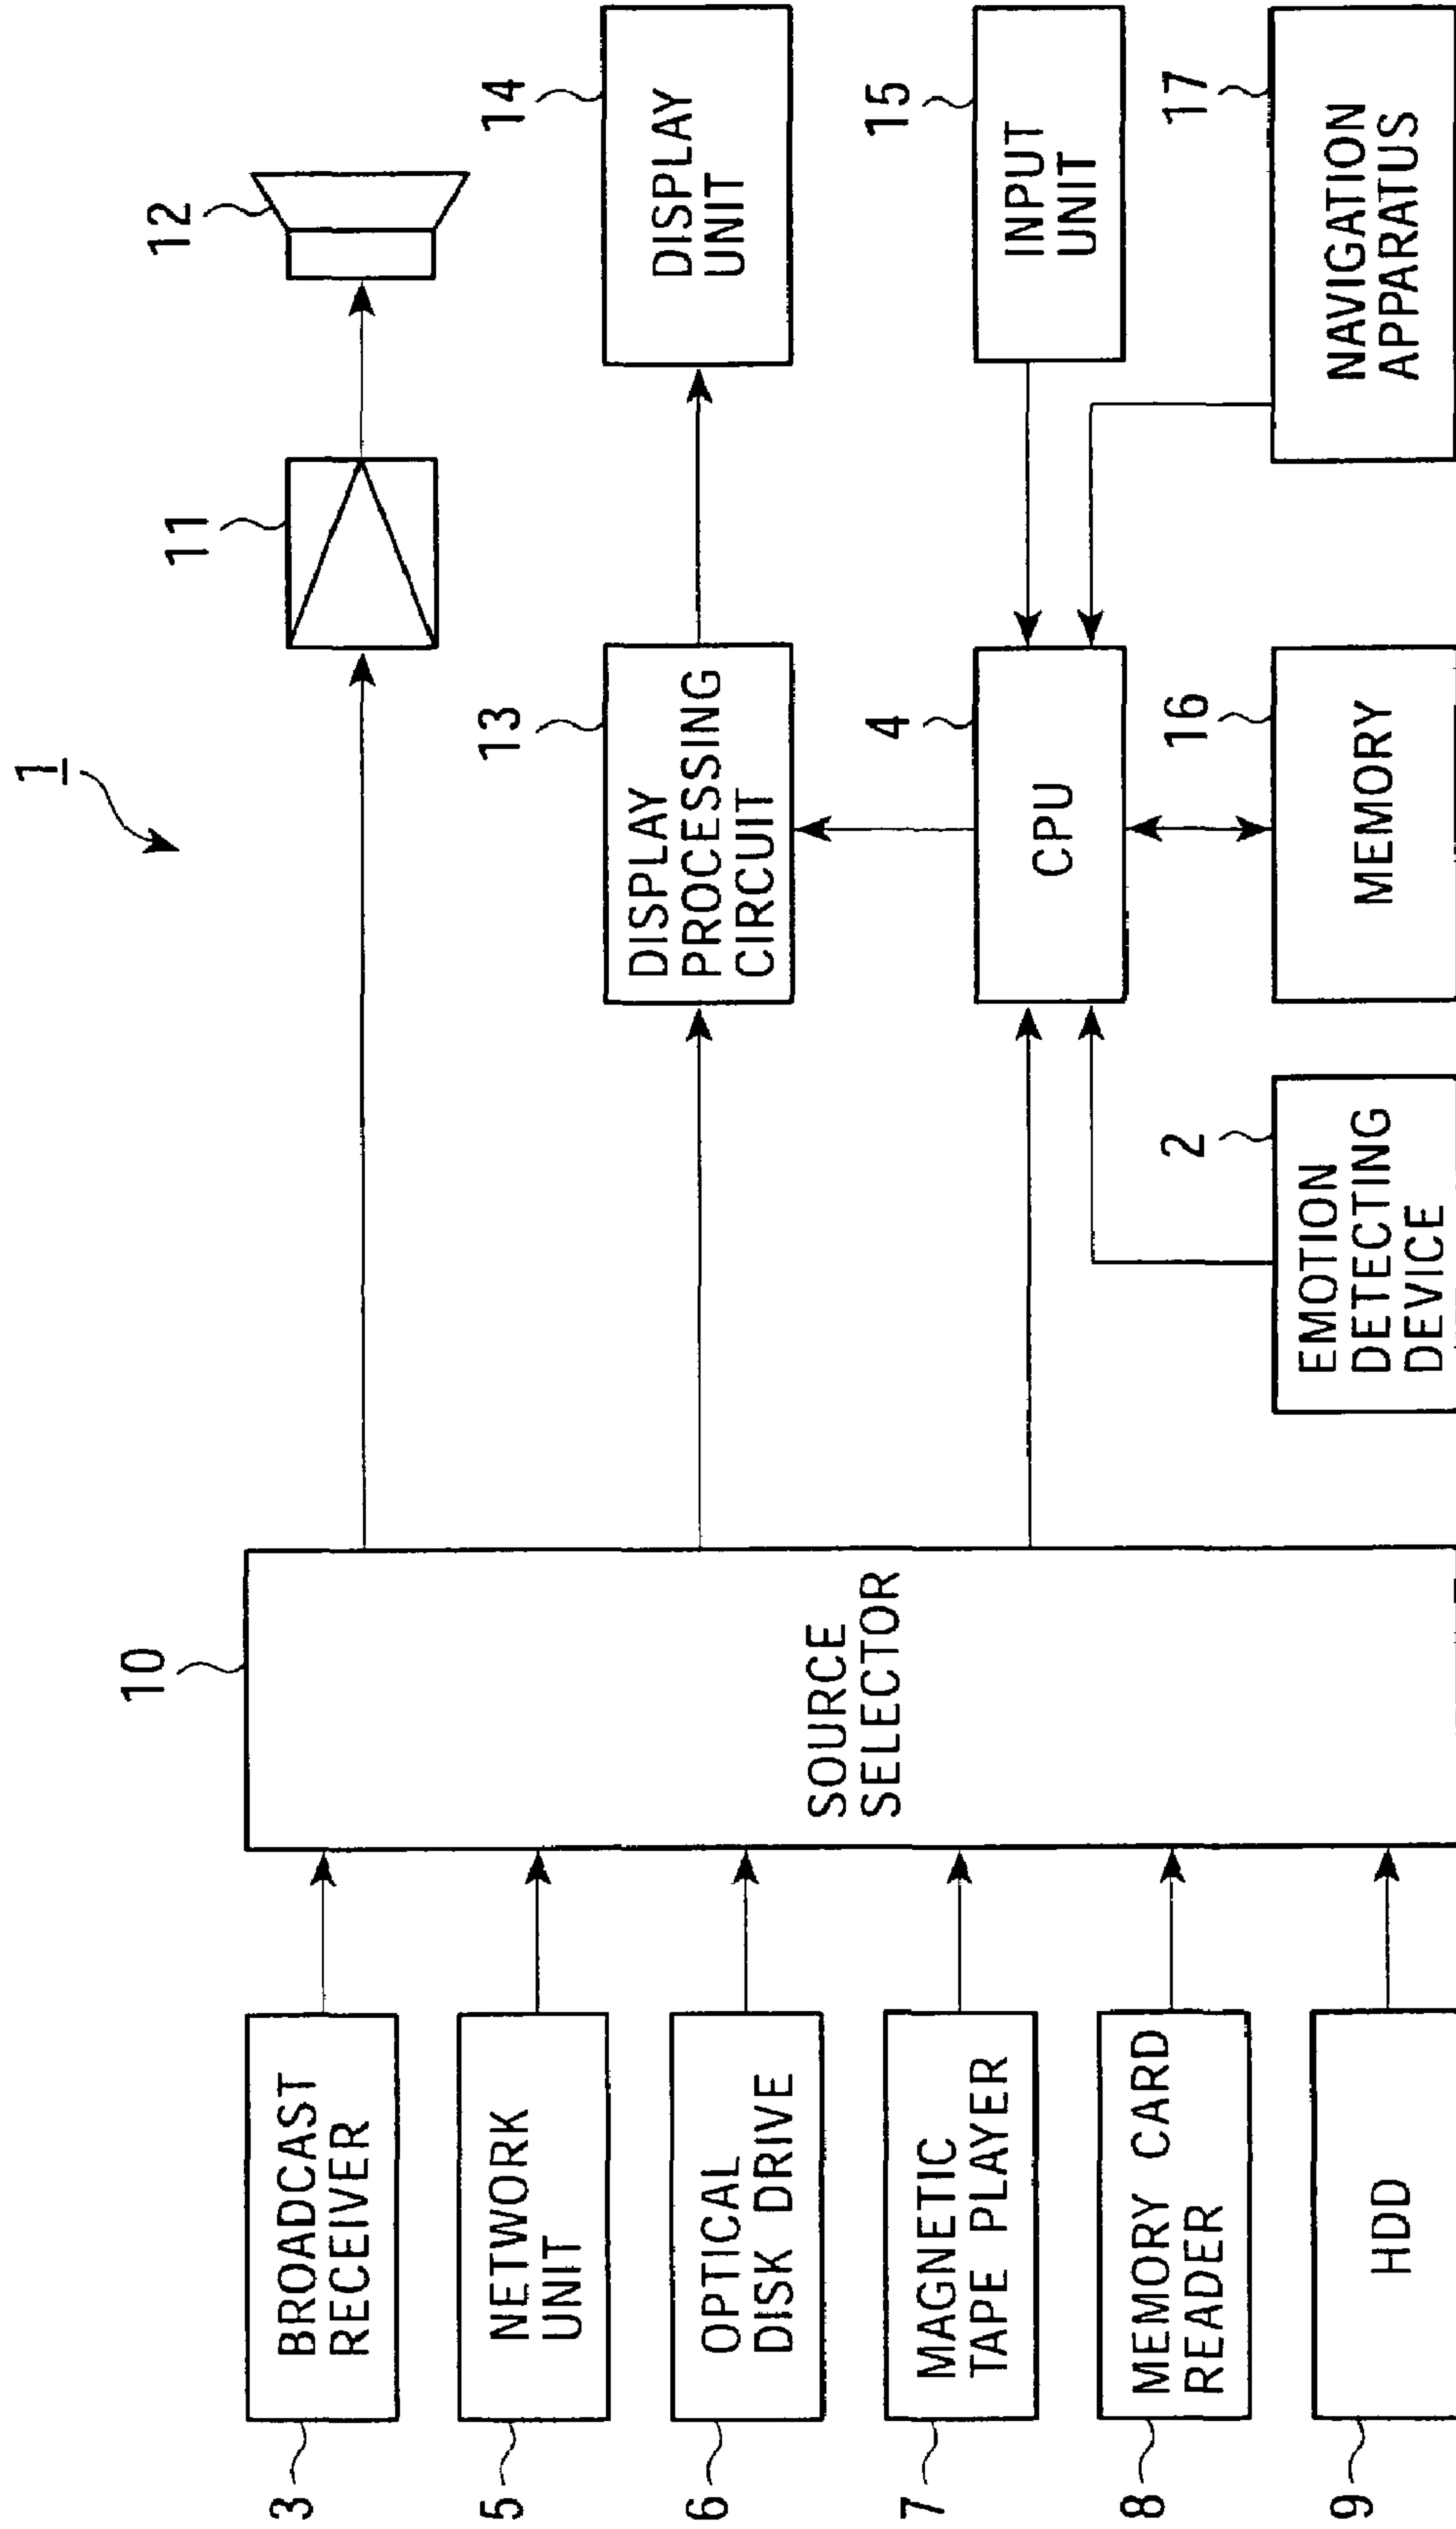 1
3
BROADCAST
RECEIVER
5
NETWORK
UNIT
6
OPTICAL
DISK DRIVE
7
MAGNETIC
TAPE PLAYER
8
MEMORY CARD
READER
9
HDD
10
SOURCE
SELECTOR
11
12
13
DISPLAY
PROCESSING
CIRCUIT
14
DISPLAY
UNIT
4
CPU
15
INPUT
UNIT
2
EMOTION
DETECTING
DEVICE
16
MEMORY
17
NAVIGATION
APPARATUS